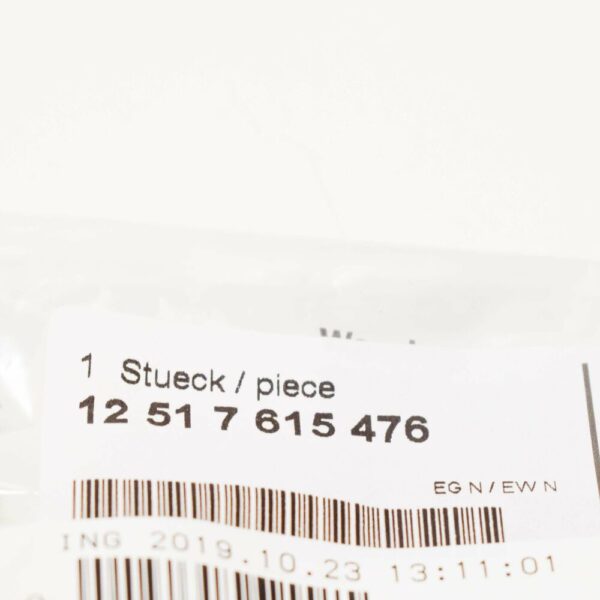 1 Stueck / piece
12 51 7 615 476
EG N / EW N
ING 2019.10.23 13:11:01